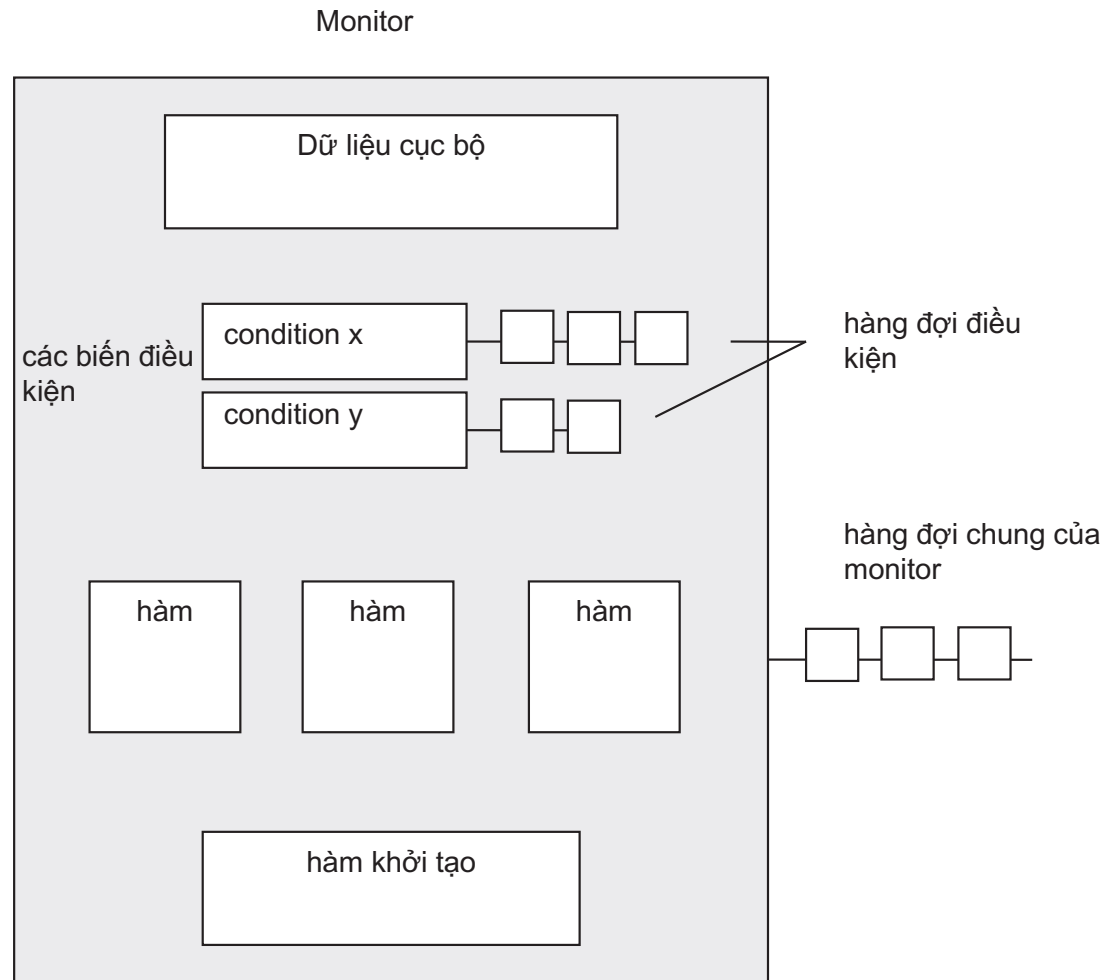 Monitor
Dữ liệu cục bộ
các biến điều
kiện
condition x
condition y
hàng đợi điều
kiện
hàng đợi chung của
monitor
hàm
hàm
hàm
hàm khởi tạo